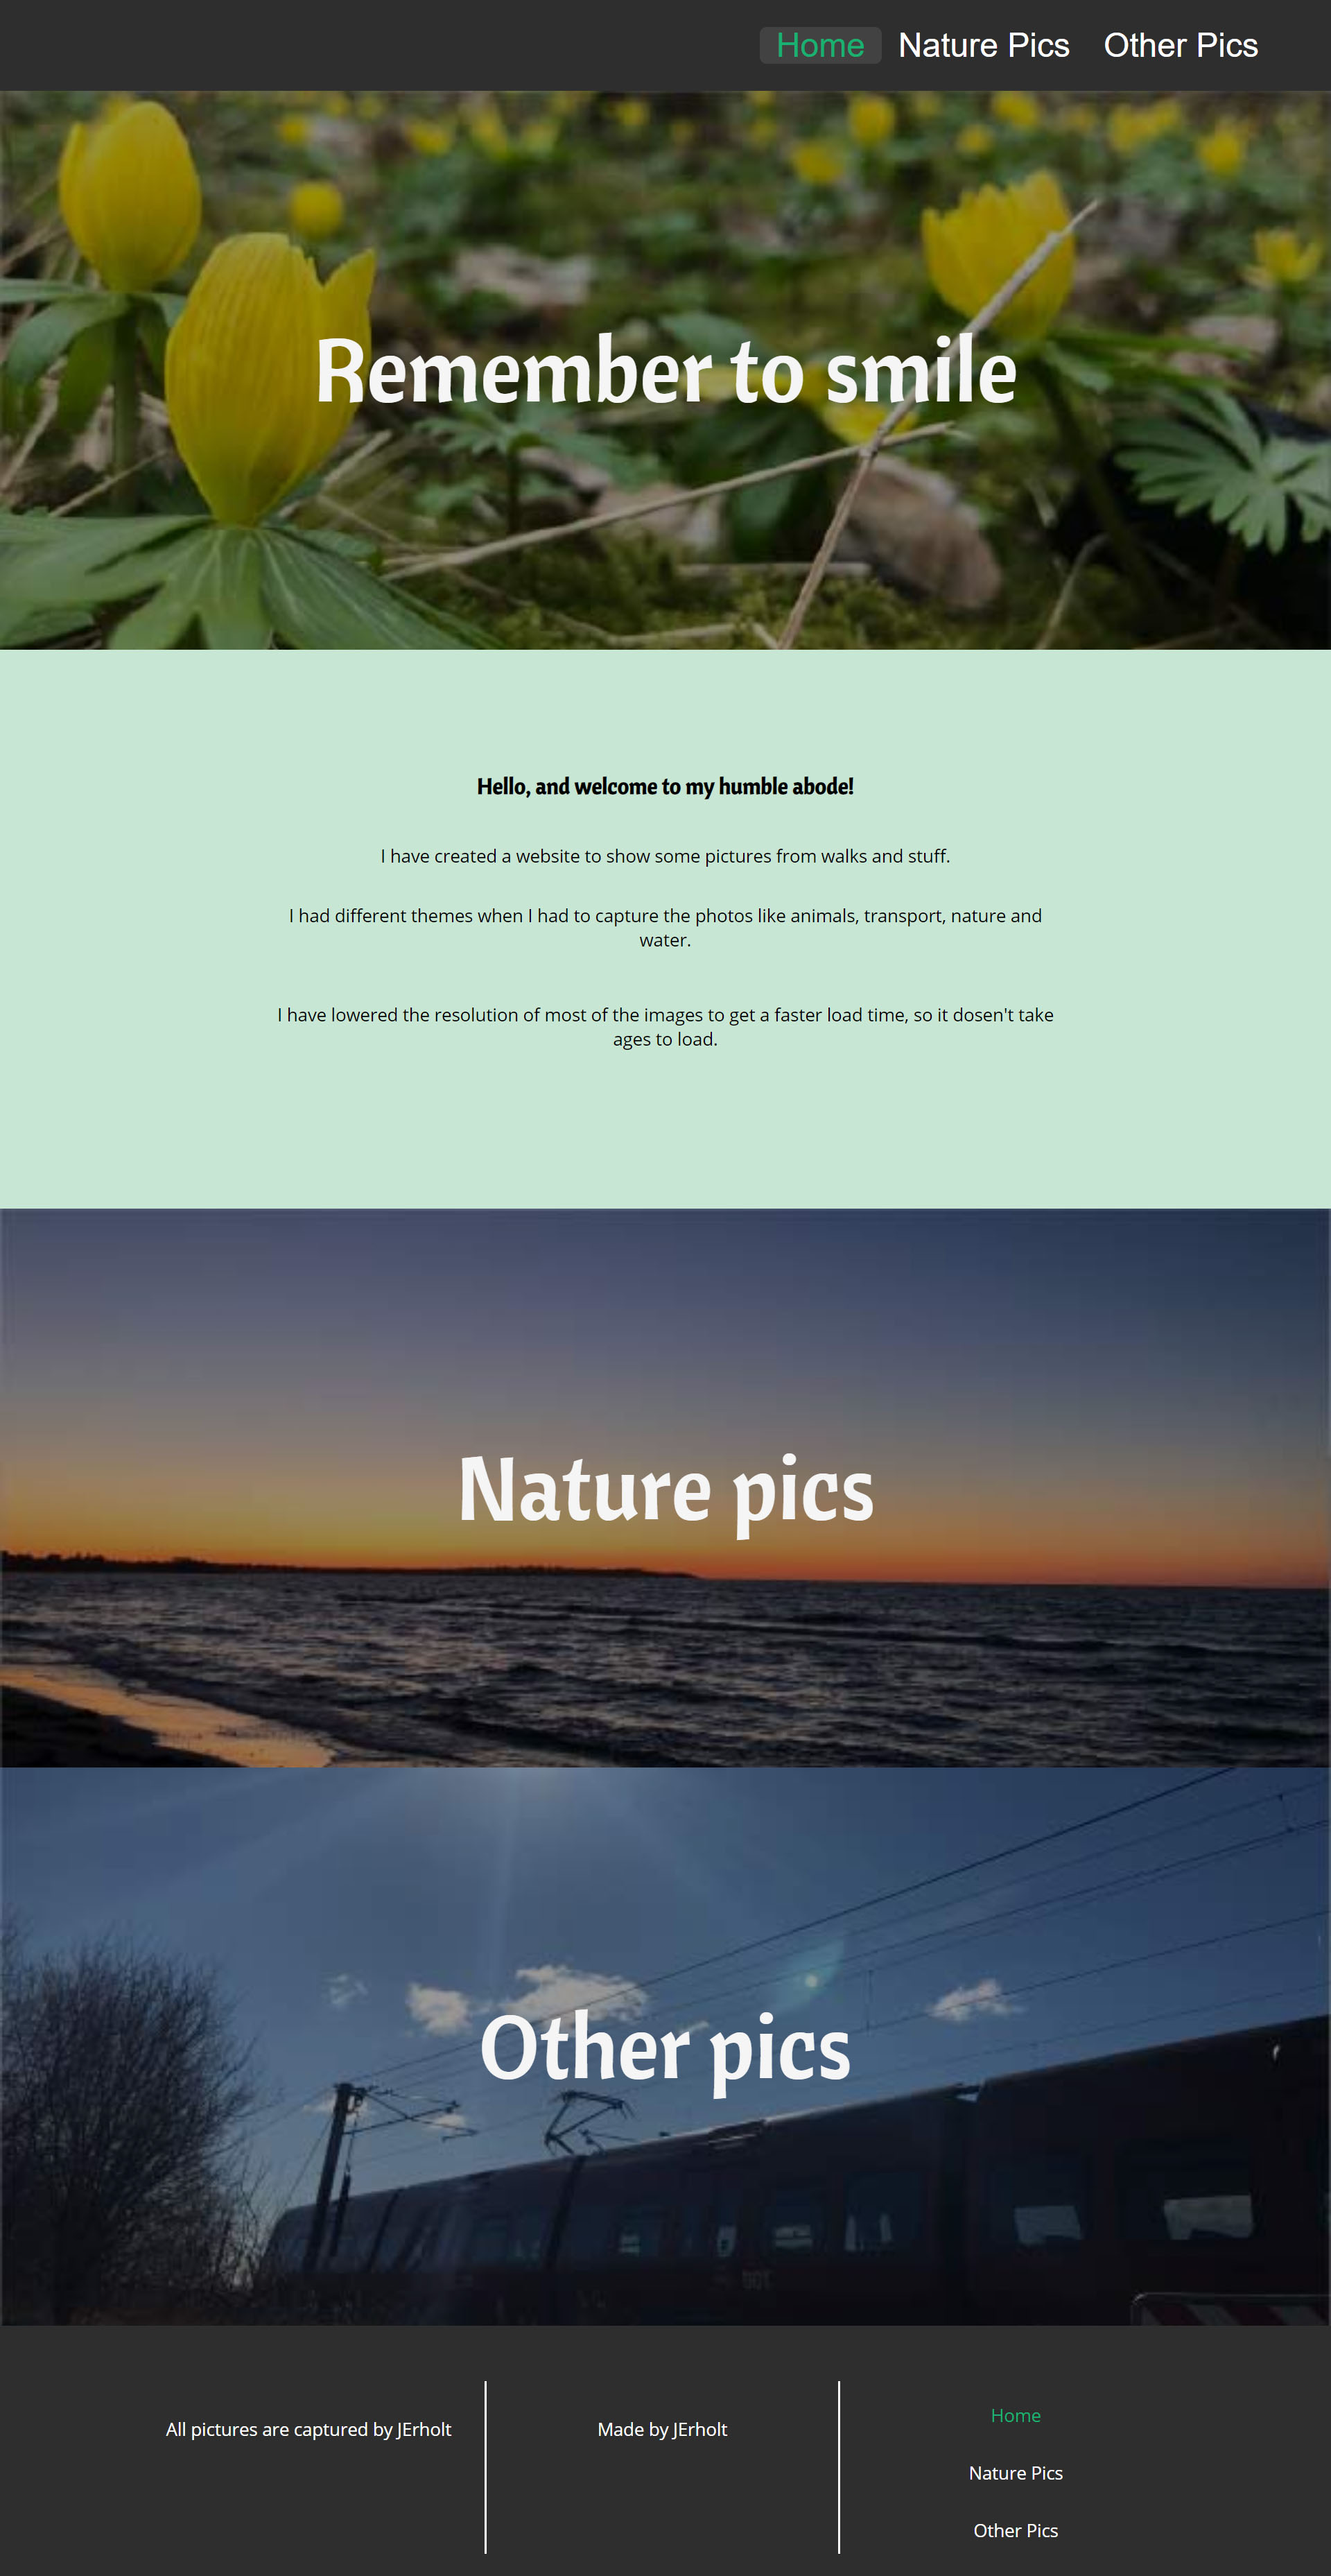 Home Nature Pics Other Pics
Remember to smile
Hello, and welcome to my humble abode!
I have created a website to show some pictures from walks and stuff.
I had different themes when I had to capture the photos like animals, transport, nature and
water.
I have lowered the resolution of most of the images to get a faster load time, so it dosen't take
ages to load.
Nature pics
Other pics
All pictures are captured by JErholt
Made by JErholt
Home
Nature Pics
Other Pics